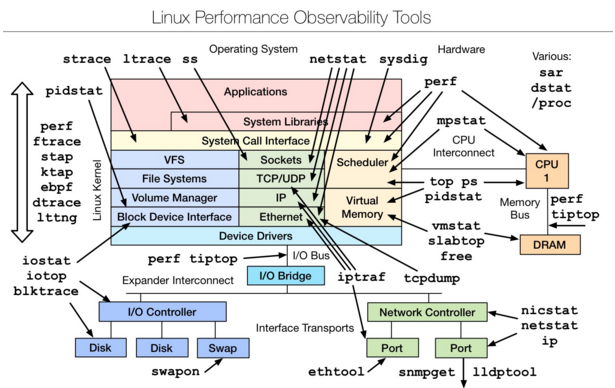 Linux Performance Observability Tools
Operating System
Hardware
Various:
sar
dstat
/proc
strace ltrace ss
netstat sysdig
perf
pidstat
mpstat
Applications
System Libraries
System Call Interface
Linux Kernel
VFS
Sockets
Scheduler
File Systems
TCP/UDP
Volume Manager
IP
Virtual
Memory
Block Device Interface
Ethernet
Device Drivers
perf
ftrace
stap
ktap
ebpf
dtrace
lttng
CPU
Interconnect
CPU
1
top ps
pidstat
Memory
Bus
perf
tiptop
vmstat
slabtop
free
DRAM
iostat
iotop
blktrace
perf tiptop
I/O Bus
iptraf
tcpdump
Expander Interconnect
I/O Bridge
I/O Controller
Network Controller
nicstat
netstat
ip
Interface Transports
Disk
Disk
Swap
Port
Port
swapon
ethtool
snmpget
lldptool